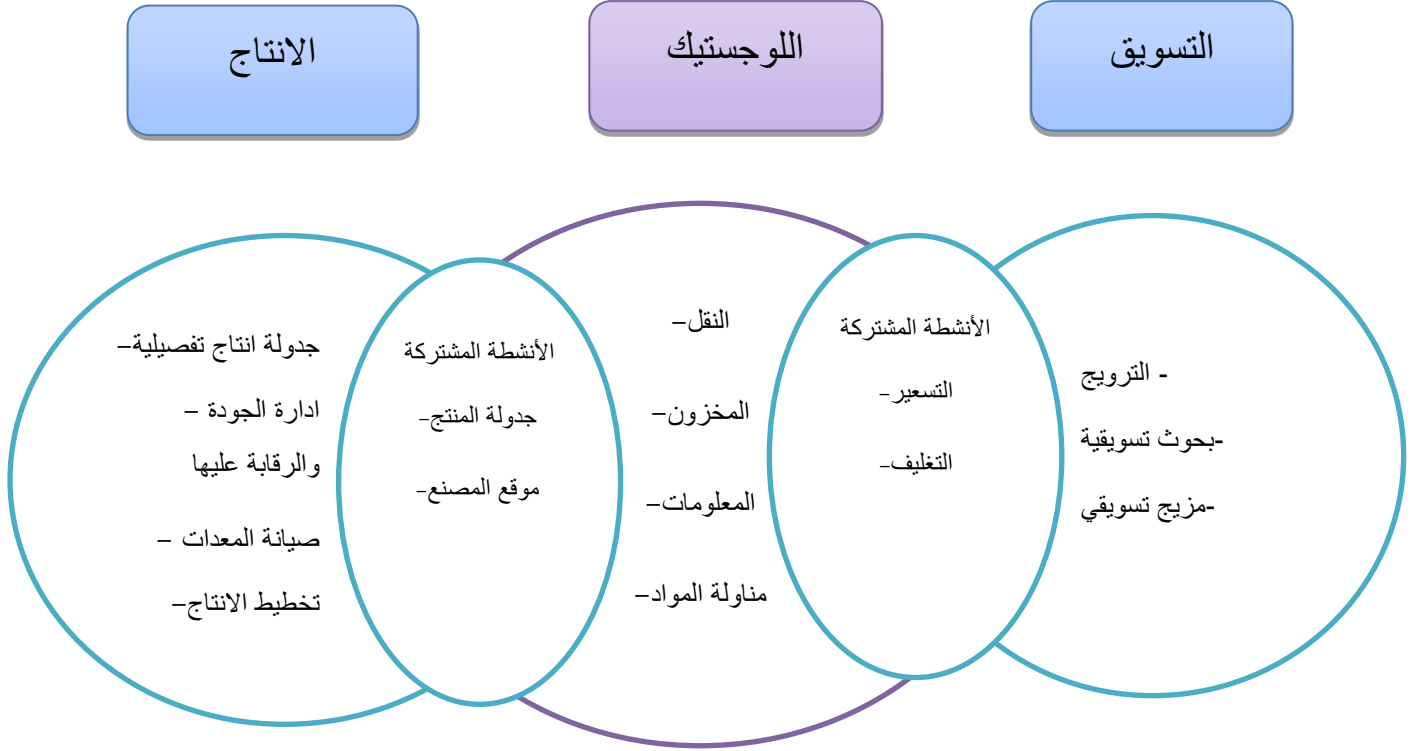 التسويق
اللوجستيك
الانتاج
- الترويج
-بحوث تسويقية
-مزيج تسويقي
الأنشطة المشتركة
التسعير-
التغليف-
النقل–
المخزون–
المعلومات–
مناولة المواد–
الأنشطة المشتركة
جدولة المنتج-
موقع المصنع-
جدولة انتاج تفصيلية–
ادارة الجودة –
والرقابة عليها
صيانة المعدات –
تخطيط الانتاج–